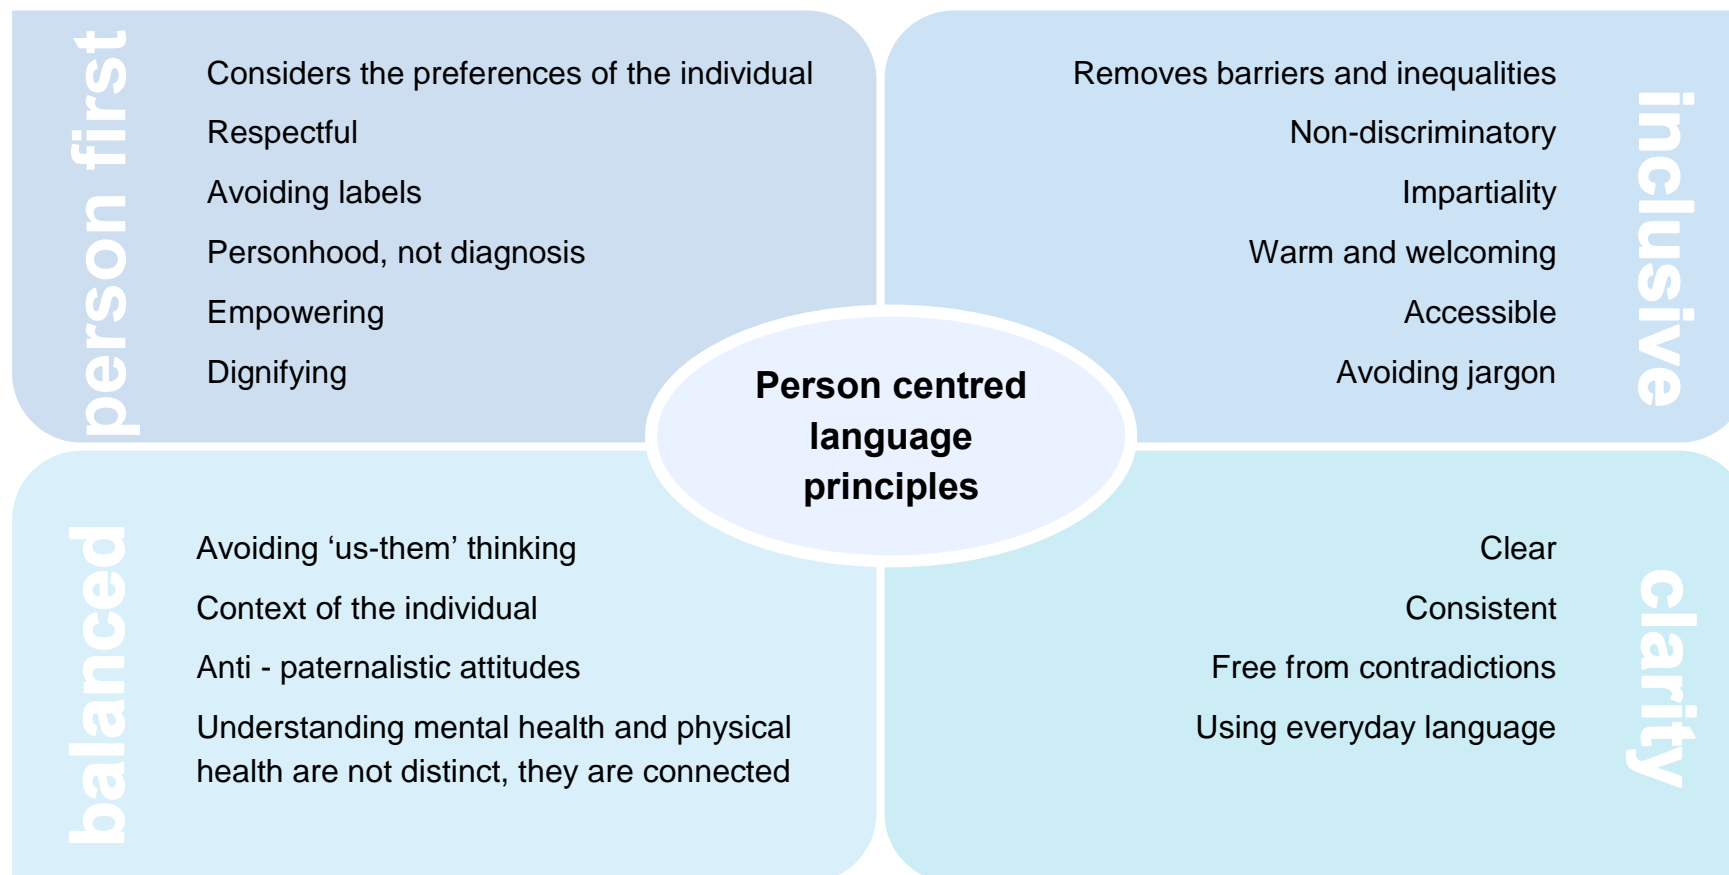 person first
Considers the preferences of the individual
Respectful
Avoiding labels
Personhood, not diagnosis
Empowering
Dignifying
inclusive
Removes barriers and inequalities
Non-discriminatory
Impartiality
Warm and welcoming
Accessible
Avoiding jargon
Person centred
language
principles
balanced
Avoiding ‘us-them’ thinking
Context of the individual
Anti - paternalistic attitudes
Understanding mental health and physical
health are not distinct, they are connected
clarity
Clear
Consistent
Free from contradictions
Using everyday language